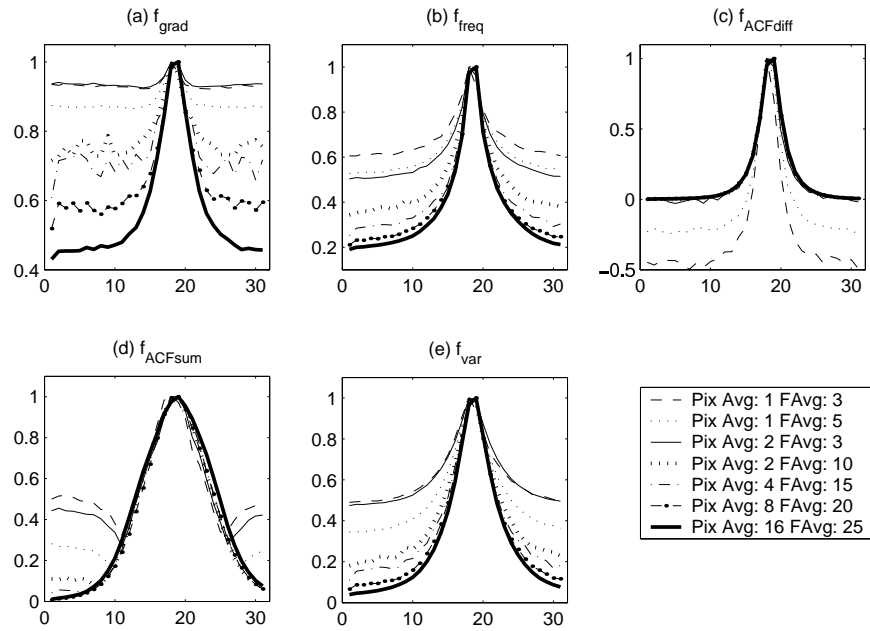 (a) f_grad
(b) f_freq
(c) f_ACFdiff
1
0.8
0.6
0.4
0 10 20 30
1
0.8
0.6
0.4
0.2
0 10 20 30
1
0.5
0
−0.5
0 10 20 30
(d) f_ACFsum
(e) f_var
1
0.8
0.6
0.4
0.2
0
0 10 20 30
1
0.8
0.6
0.4
0.2
0
0 10 20 30
Pix Avg: 1 FAvg: 3
Pix Avg: 1 FAvg: 5
Pix Avg: 2 FAvg: 3
Pix Avg: 2 FAvg: 10
Pix Avg: 4 FAvg: 15
Pix Avg: 8 FAvg: 20
Pix Avg: 16 FAvg: 25